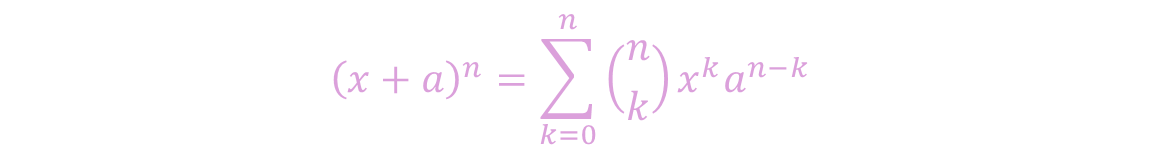 (x + a)^n = \sum_{k=0}^{n} \binom{n}{k} x^k a^{n-k}